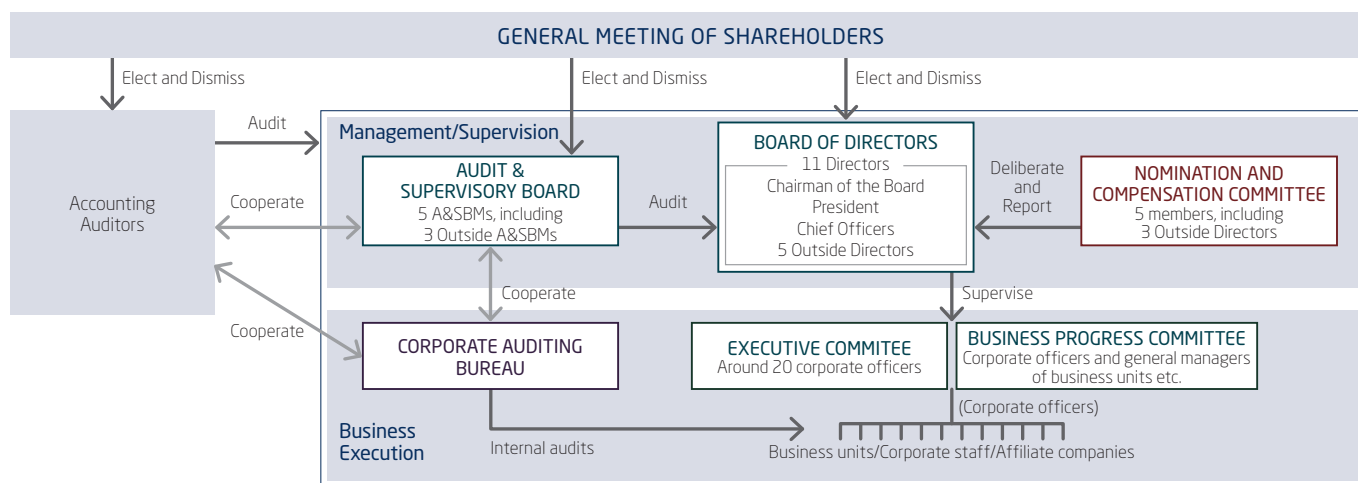 GENERAL MEETING OF SHAREHOLDERS
Elect and Dismiss
Elect and Dismiss
Elect and Dismiss
Accounting
Auditors
Audit
Cooperate
Cooperate
Management/Supervision
AUDIT &
SUPERVISORY BOARD
5 A&SBMs, including
3 Outside A&SBMs
Audit
BOARD OF DIRECTORS
11 Directors
Chairman of the Board
President
Chief Officers
5 Outside Directors
Deliberate
and
Report
NOMINATION AND
COMPENSATION COMMITTEE
5 members, including
3 Outside Directors
Cooperate
Supervise
CORPORATE AUDITING
BUREAU
EXECUTIVE COMMITEE
Around 20 corporate officers
BUSINESS PROGRESS COMMITTEE
Corporate officers and general managers
of business units etc.
(Corporate officers)
Business
Execution
Internal audits
Business units/Corporate staff/Affiliate companies